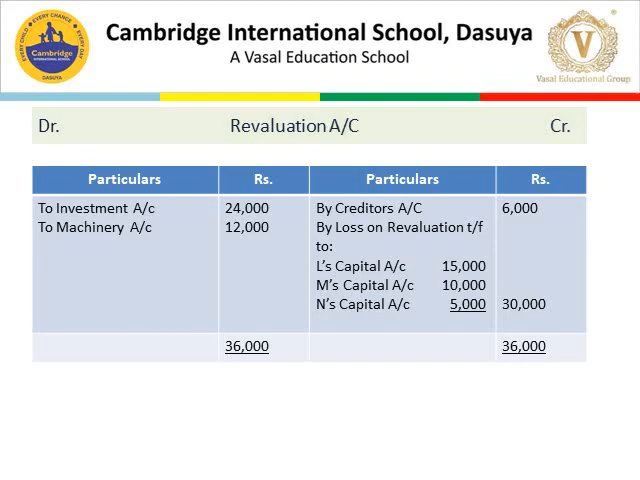 EVERY CHILD • EVERY CHANCE • EVERY DAY
Cambridge
INTERNATIONAL SCHOOL
DASUYA
Cambridge International School, Dasuya
A Vasal Education School
V
Vasal Educational Group
Dr. Revaluation A/C Cr.
Particulars Rs. Particulars Rs.
To Investment A/c 24,000 By Creditors A/C 6,000
To Machinery A/c 12,000 By Loss on Revaluation t/f
to:
L's Capital A/c 15,000
M's Capital A/c 10,000
N's Capital A/c 5,000 30,000
36,000 36,000